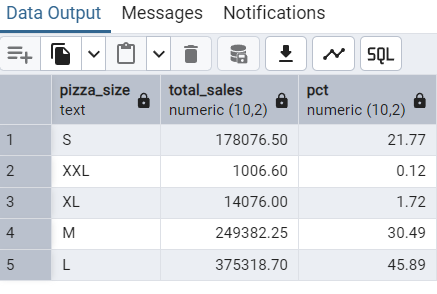 Data Output Messages Notifications
SQL
pizza_size total_sales pct
text numeric (10,2) numeric (10,2)
1 S 178076.50 21.77
2 XXL 1006.60 0.12
3 XL 14076.00 1.72
4 M 249382.25 30.49
5 L 375318.70 45.89